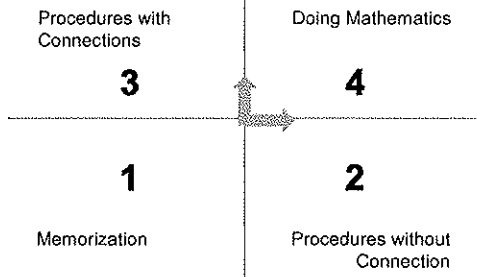 Procedures with
Connections
3
Doing Mathematics
4
1
Memorization
2
Procedures without
Connection